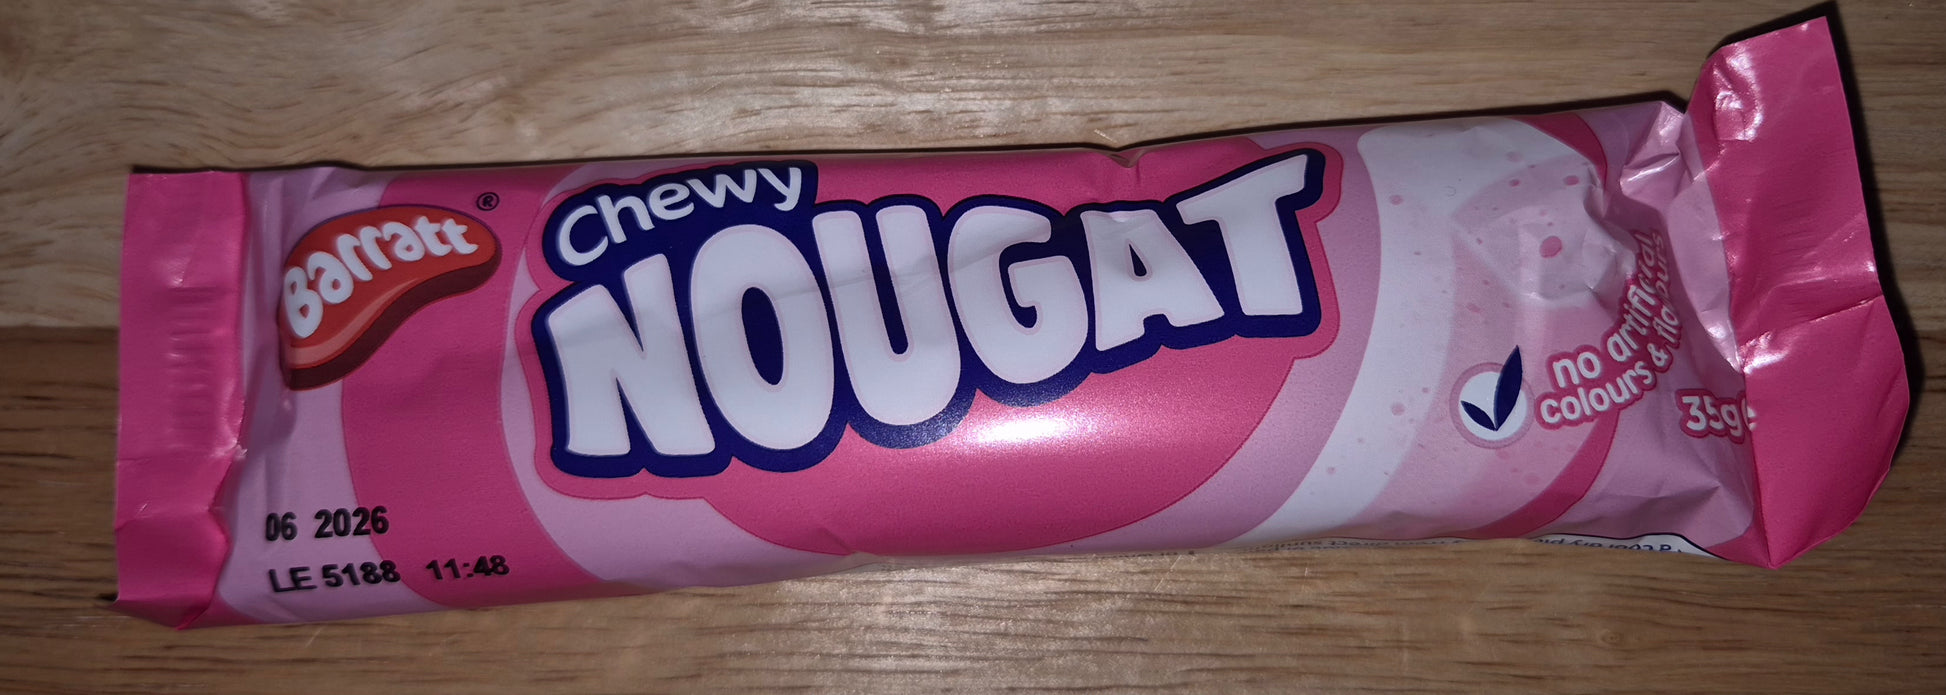 Barratt®
Chewy
NOUGAT
no artificial
colours & flavours
35g e
06 2026
LE 5188 11:48